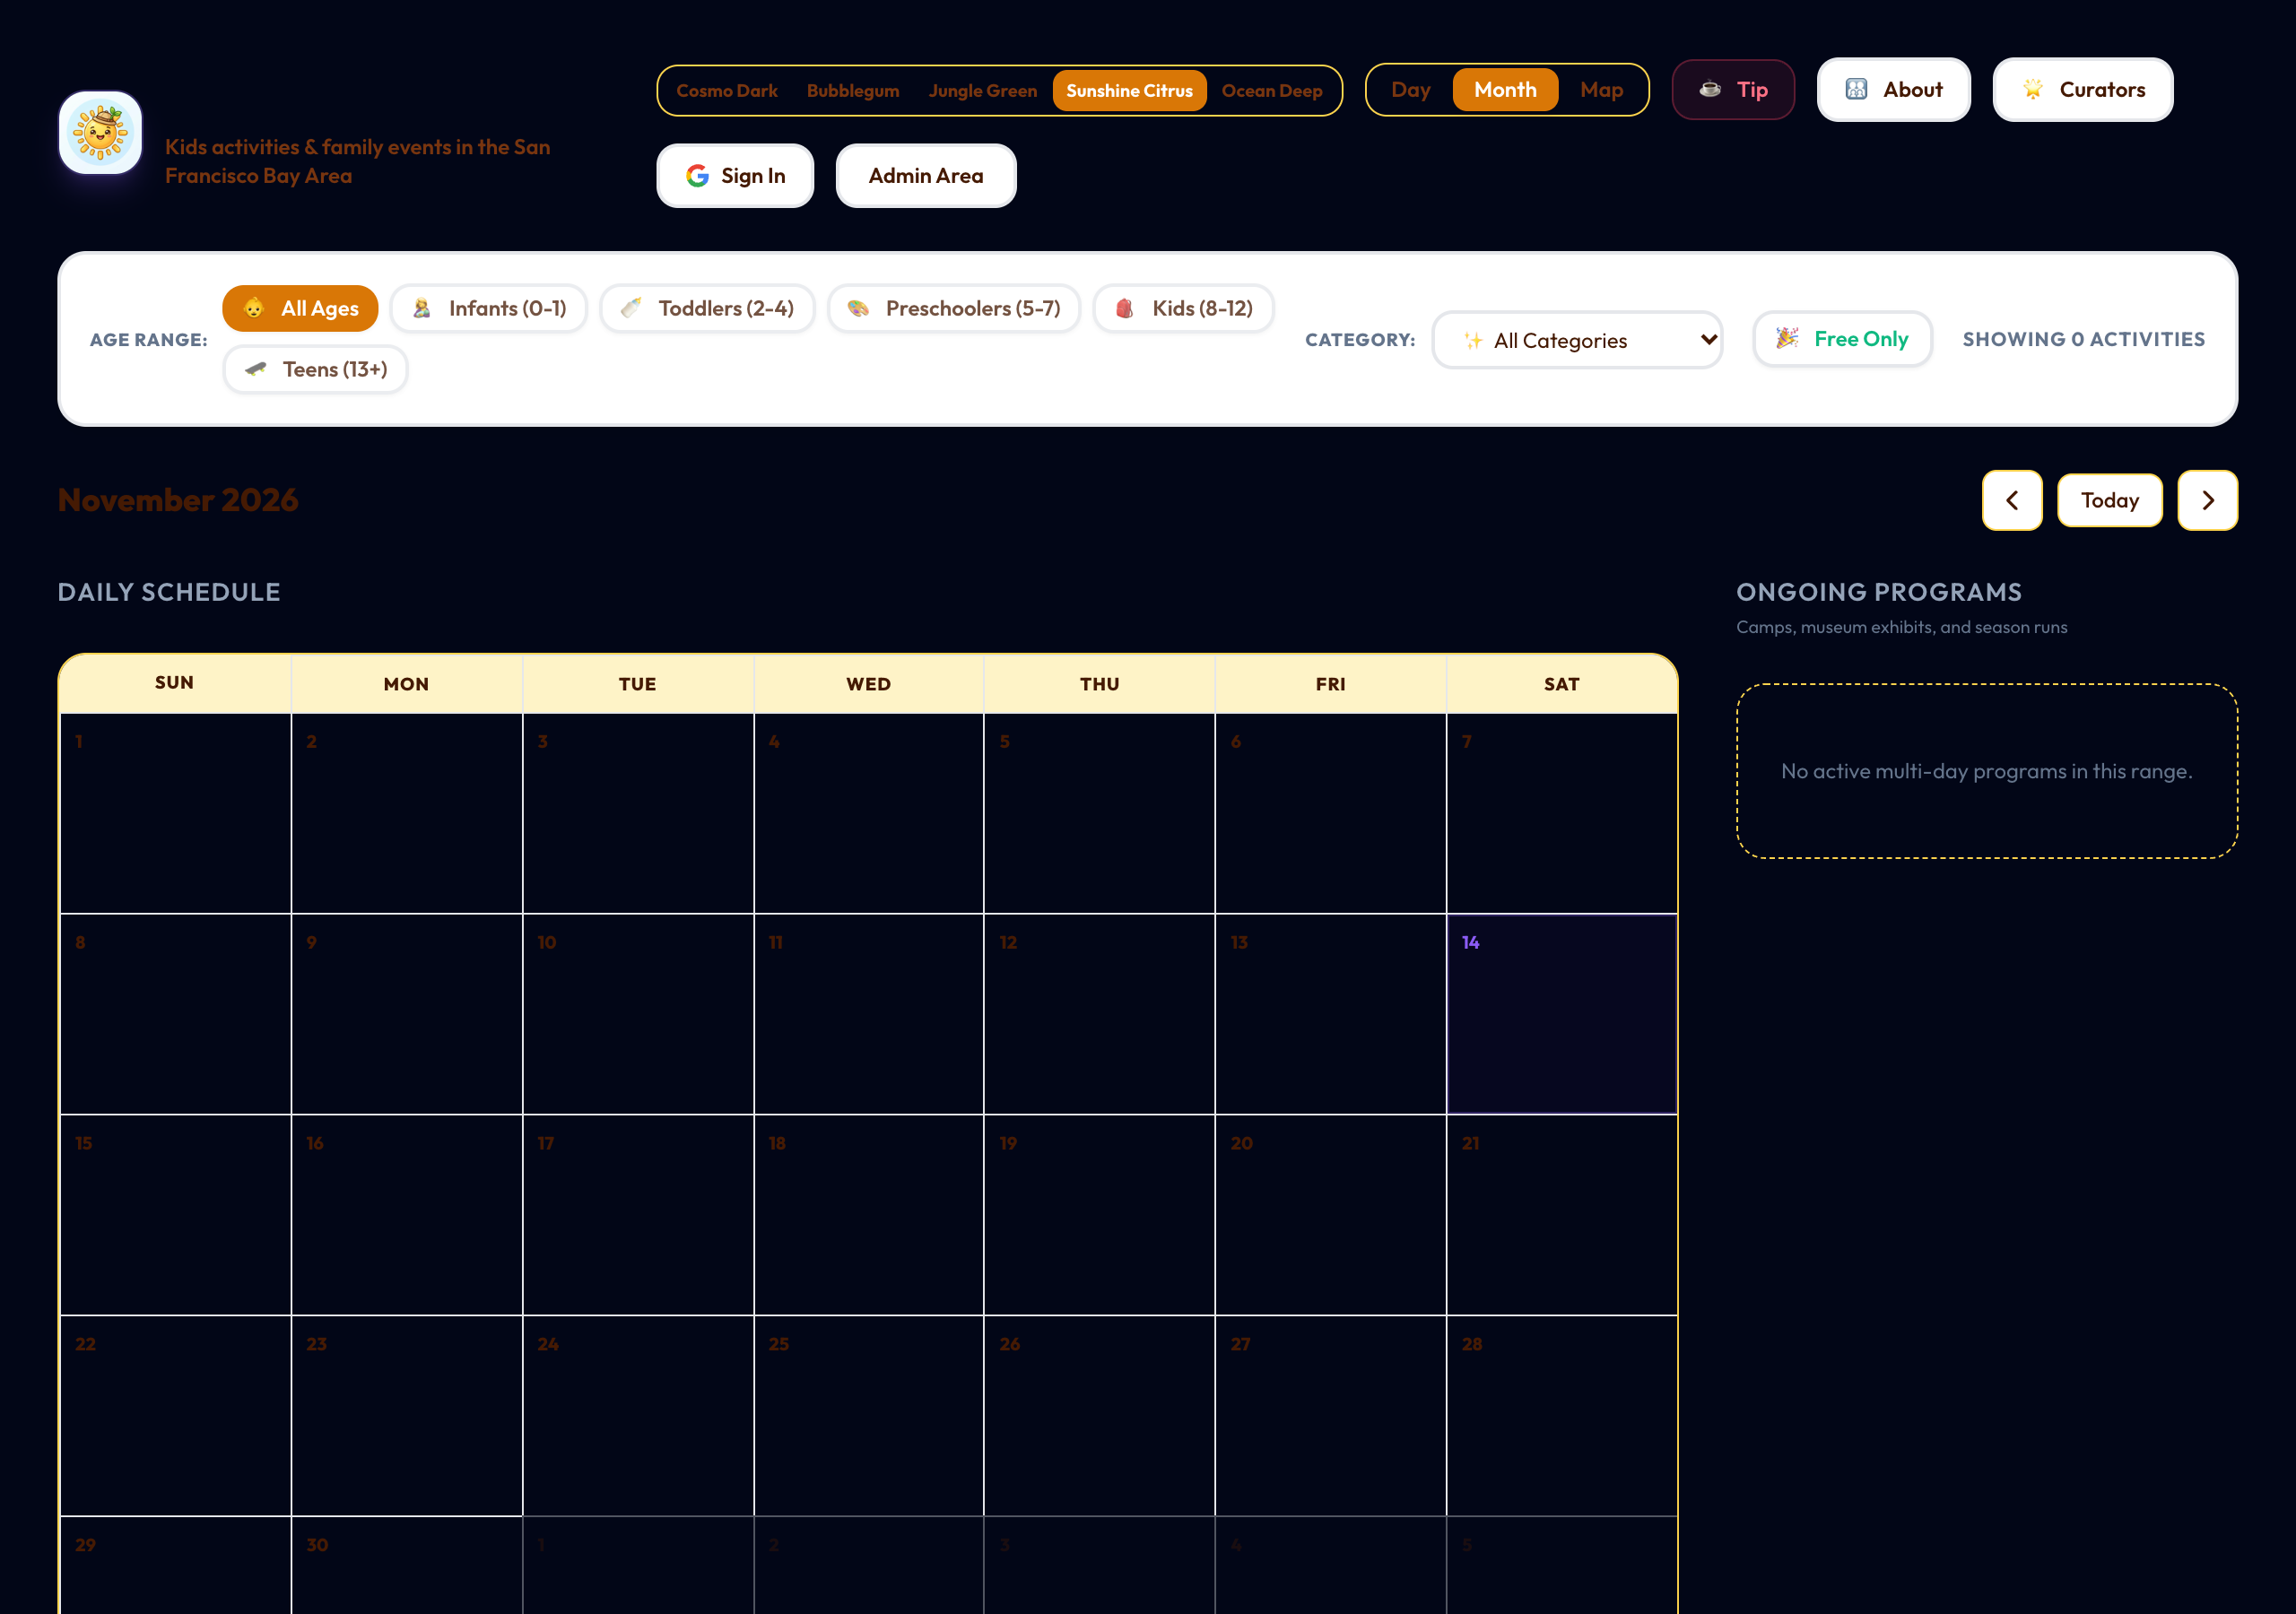 Cosmo Dark Bubblegum Jungle Green Sunshine Citrus Ocean Deep
Day Month Map
Tip
About
Curators
Kids activities & family events in the San
Francisco Bay Area
Sign In
Admin Area
AGE RANGE:
All Ages
Infants (0-1)
Toddlers (2-4)
Preschoolers (5-7)
Kids (8-12)
Teens (13+)
CATEGORY:
All Categories
Free Only
SHOWING 0 ACTIVITIES
November 2026
Today
DAILY SCHEDULE
SUN MON TUE WED THU FRI SAT
1 2 3 4 5 6 7
8 9 10 11 12 13 14
15 16 17 18 19 20 21
22 23 24 25 26 27 28
29 30 1 2 3 4 5
ONGOING PROGRAMS
Camps, museum exhibits, and season runs
No active multi-day programs in this range.